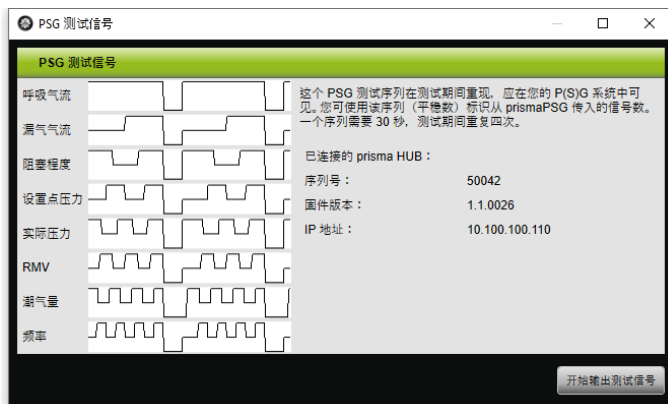 PSG 测试信号
PSG 测试信号
呼吸气流
漏气气流
阻塞程度
设置点压力
实际压力
RMV
潮气量
频率
这个 PSG 测试序列在测试期间重现，应在您的 P(S)G 系统中可
见。您可使用该序列（平稳数）标识从 prismaPSG 传入的信号数。
一个序列需要 30 秒，测试期间重复四次。
已连接的 prisma HUB：
序列号： 50042
固件版本： 1.1.0026
IP 地址： 10.100.100.110
开始输出测试信号